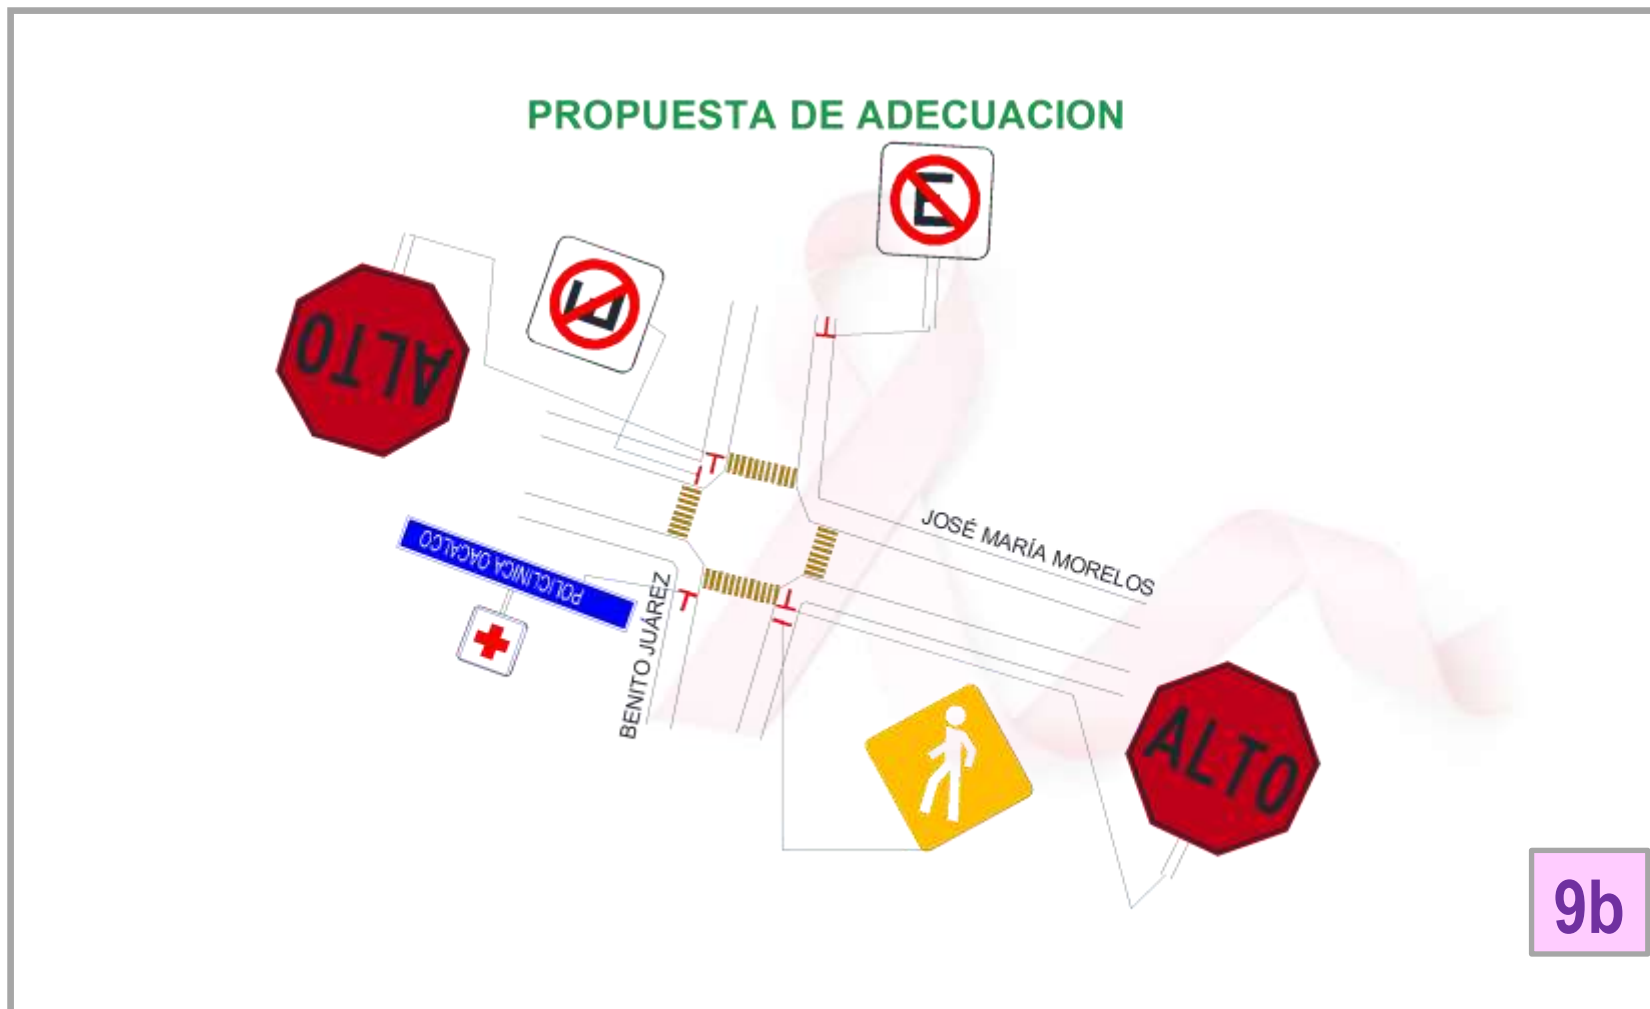 PROPUESTA DE ADECUACION
E
E
ALTO
JOSÉ MARÍA MORELOS
POLICLINICA OACALCO
BENITO JUÁREZ
ALTO
9b